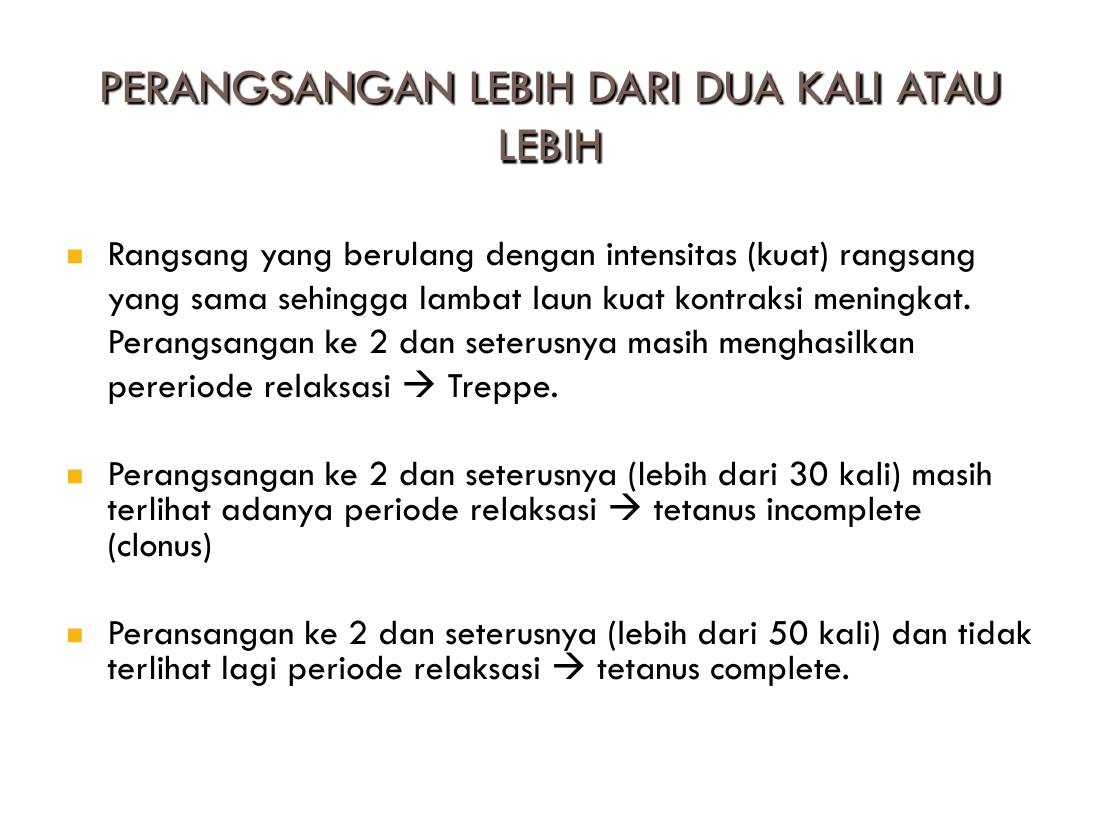 PERANGSANGAN LEBIH DARI DUA KALI ATAU
LEBIH
▪ Rangsang yang berulang dengan intensitas (kuat) rangsang
yang sama sehingga lambat laun kuat kontraksi meningkat.
Perangsangan ke 2 dan seterusnya masih menghasilkan
pereriode relaksasi → Treppe.
▪ Perangsangan ke 2 dan seterusnya (lebih dari 30 kali) masih
terlihat adanya periode relaksasi → tetanus incomplete
(clonus)
▪ Peransangan ke 2 dan seterusnya (lebih dari 50 kali) dan tidak
terlihat lagi periode relaksasi → tetanus complete.